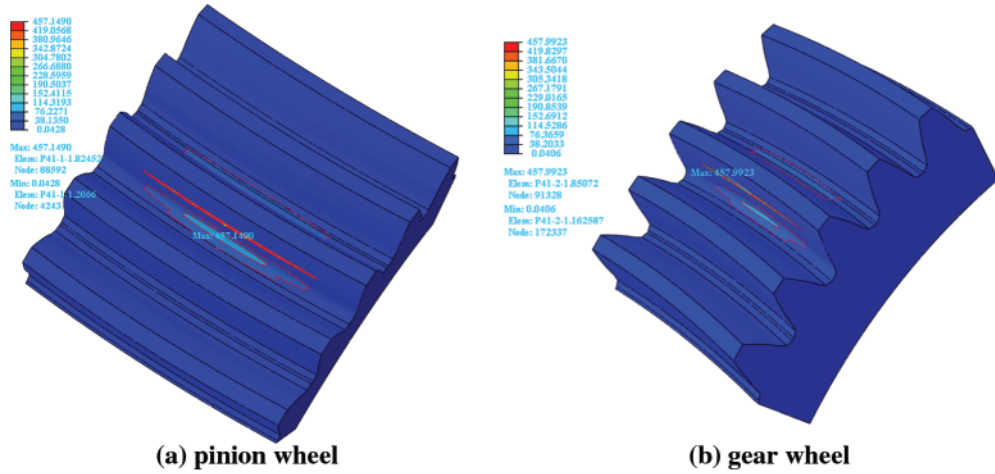 457.1490
419.0568
380.9646
342.8724
304.7802
266.6880
228.5959
190.5037
152.4115
114.3193
76.2271
38.1350
0.0428
Max: 457.1490
Elem: P41-1-1.82452
Node: 88592
Min: 0.0428
Elem: P41-1-1.2066
Node: 4243
Max: 457.1490
(a) pinion wheel
457.9923
419.8297
381.6670
343.5044
305.3418
267.1791
229.0165
190.8539
152.6912
114.5286
76.3659
38.2033
0.0406
Max: 457.9923
Elem: P41-2-1.85072
Node: 91328
Min: 0.0406
Elem: P41-2-1.162587
Node: 172337
Max: 457.9923
(b) gear wheel